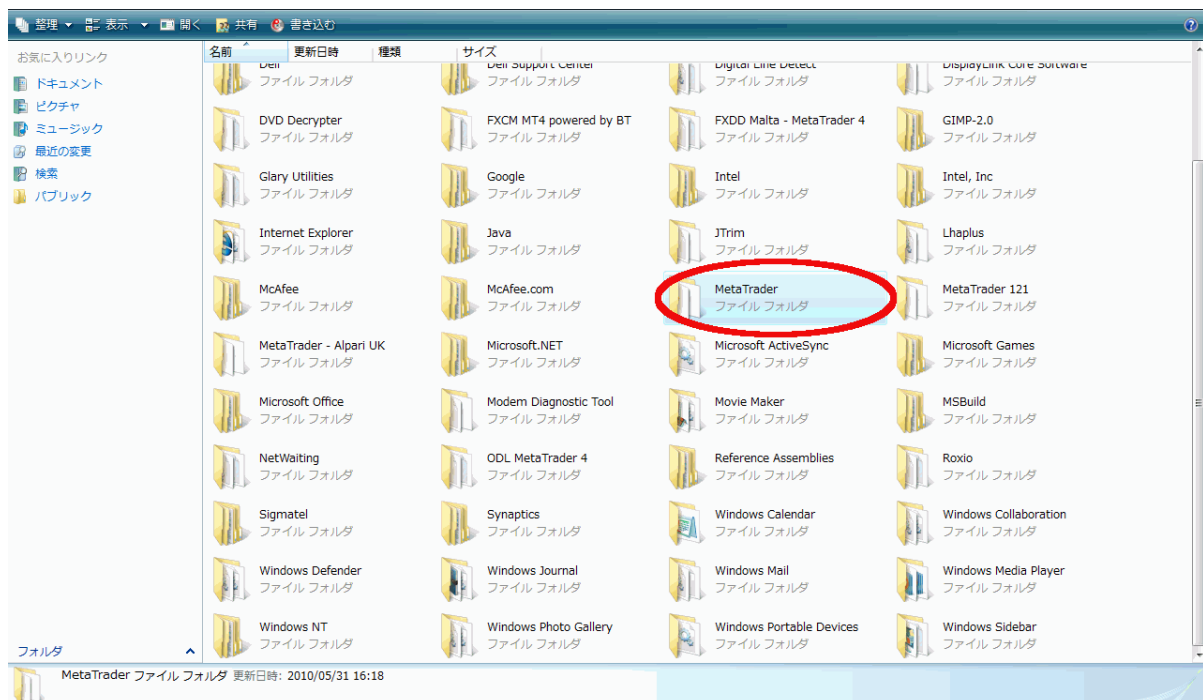 整理 表示 開く 共有 書き込む
お気に入りリンク
ドキュメント
ピクチャ
ミュージック
最近の変更
検索
パブリック
フォルダ
名前 更新日時 種類 サイズ
Dell Dell Support Center Digital Line Detect DisplayLink Core Software
ファイル フォルダ ファイル フォルダ ファイル フォルダ ファイル フォルダ
DVD Decrypter FXCM MT4 powered by BT FXDD Malta - MetaTrader 4 GIMP-2.0
ファイル フォルダ ファイル フォルダ ファイル フォルダ ファイル フォルダ
Glary Utilities Google Intel Intel, Inc
ファイル フォルダ ファイル フォルダ ファイル フォルダ ファイル フォルダ
Internet Explorer Java JTrim Lhaplus
ファイル フォルダ ファイル フォルダ ファイル フォルダ ファイル フォルダ
McAfee McAfee.com MetaTrader MetaTrader 121
ファイル フォルダ ファイル フォルダ ファイル フォルダ ファイル フォルダ
MetaTrader - Alpari UK Microsoft.NET Microsoft ActiveSync Microsoft Games
ファイル フォルダ ファイル フォルダ ファイル フォルダ ファイル フォルダ
Microsoft Office Modem Diagnostic Tool Movie Maker MSBuild
ファイル フォルダ ファイル フォルダ ファイル フォルダ ファイル フォルダ
NetWaiting ODL MetaTrader 4 Reference Assemblies Roxio
ファイル フォルダ ファイル フォルダ ファイル フォルダ ファイル フォルダ
Sigmatel Synaptics Windows Calendar Windows Collaboration
ファイル フォルダ ファイル フォルダ ファイル フォルダ ファイル フォルダ
Windows Defender Windows Journal Windows Mail Windows Media Player
ファイル フォルダ ファイル フォルダ ファイル フォルダ ファイル フォルダ
Windows NT Windows Photo Gallery Windows Portable Devices Windows Sidebar
ファイル フォルダ ファイル フォルダ ファイル フォルダ ファイル フォルダ
MetaTrader ファイル フォルダ 更新日時: 2010/05/31 16:18